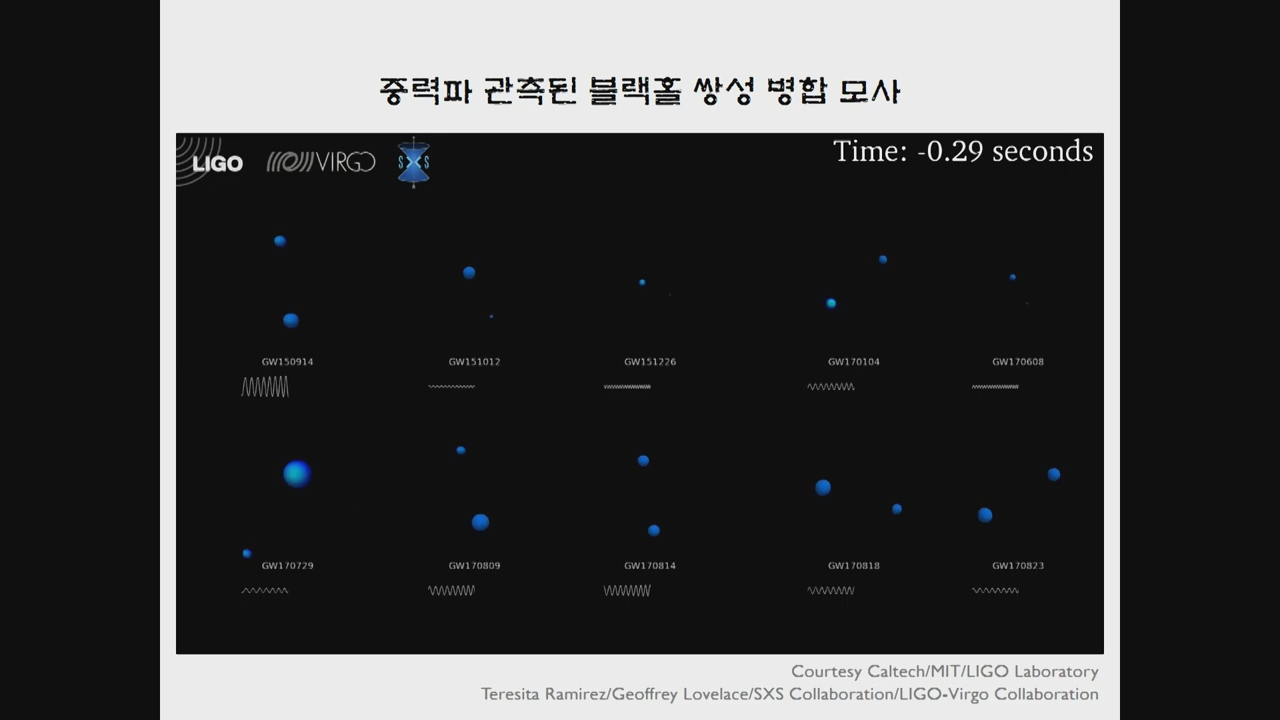 중력파 관측된 블랙홀 쌍성 병합 모사
LIGO VIRGO SXS Time: -0.29 seconds
GW150914 GW151012 GW151226 GW170104 GW170608
GW170729 GW170809 GW170814 GW170818 GW170823
Courtesy Caltech/MIT/LIGO Laboratory
Teresita Ramirez/Geoffrey Lovelace/SXS Collaboration/LIGO-Virgo Collaboration